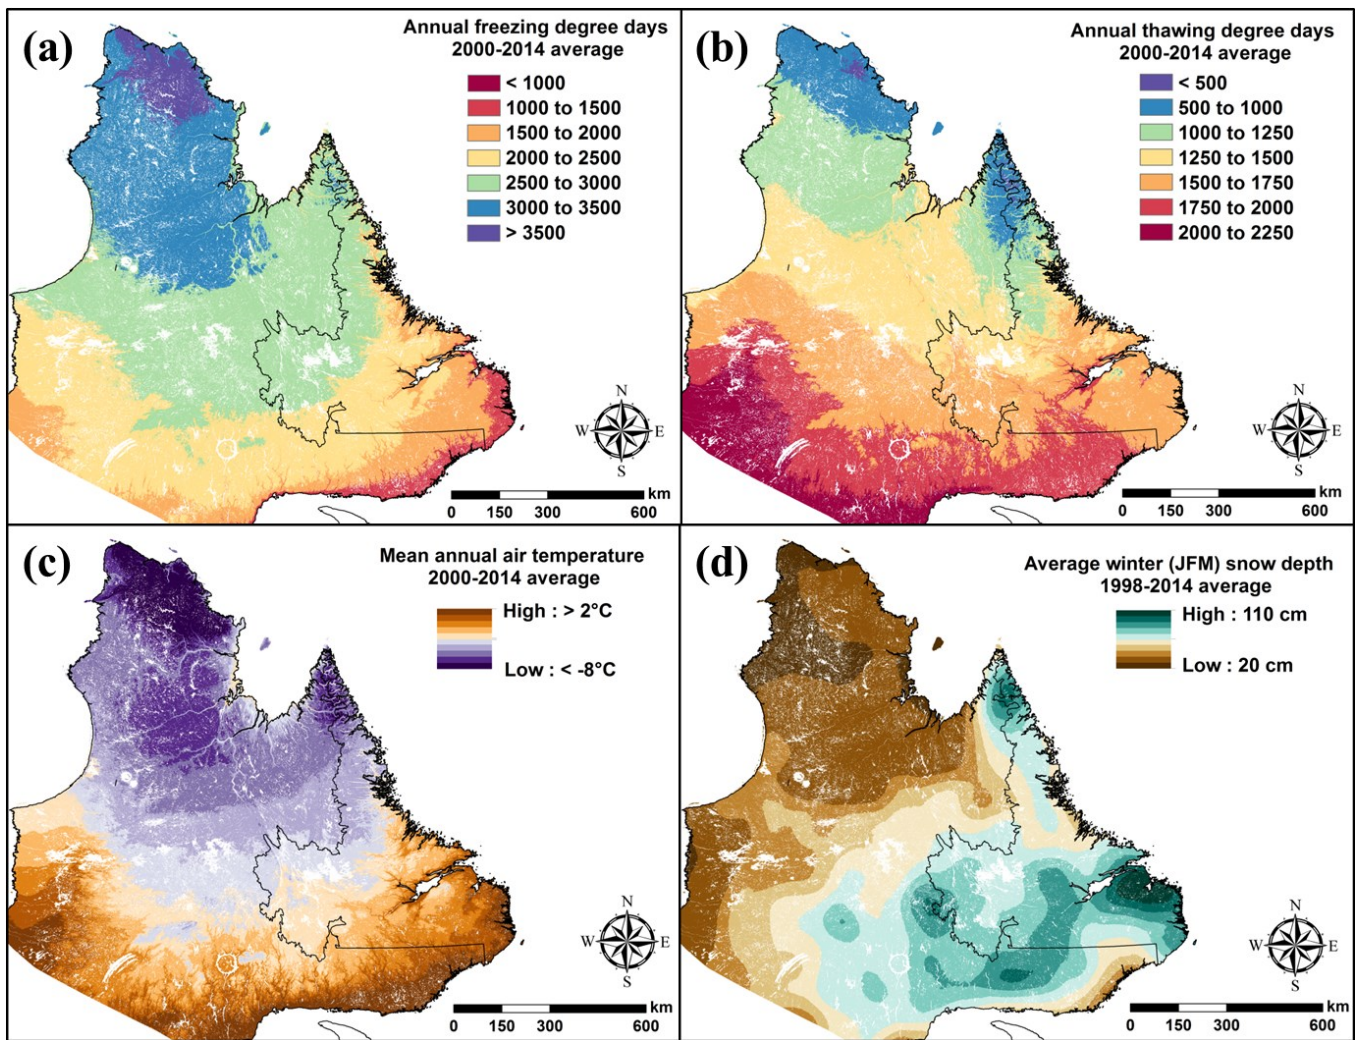 (a)
Annual freezing degree days
2000-2014 average
< 1000
1000 to 1500
1500 to 2000
2000 to 2500
2500 to 3000
3000 to 3500
> 3500
N
W E
S
km
0 150 300 600
(b)
Annual thawing degree days
2000-2014 average
< 500
500 to 1000
1000 to 1250
1250 to 1500
1500 to 1750
1750 to 2000
2000 to 2250
N
W E
S
km
0 150 300 600
(c)
Mean annual air temperature
2000-2014 average
High : > 2°C
Low : < -8°C
N
W E
S
km
0 150 300 600
(d)
Average winter (JFM) snow depth
1998-2014 average
High : 110 cm
Low : 20 cm
N
W E
S
km
0 150 300 600